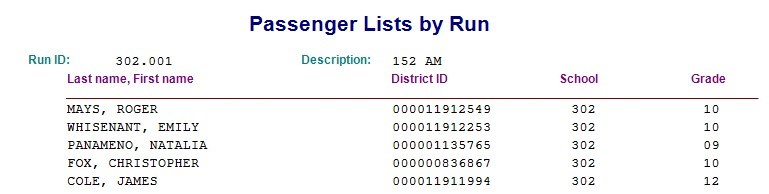 Passenger Lists by Run
Run ID: 302.001 Description: 152 AM
Last name, First name District ID School Grade
MAYS, ROGER 000011912549 302 10
WHISENANT, EMILY 000011912253 302 10
PANAMENO, NATALIA 000001135765 302 09
FOX, CHRISTOPHER 000000836867 302 10
COLE, JAMES 000011911994 302 12